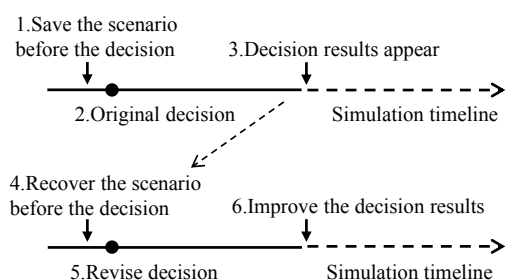 1.Save the scenario
before the decision
3.Decision results appear
2.Original decision
Simulation timeline
4.Recover the scenario
before the decision
6.Improve the decision results
5.Revise decision
Simulation timeline